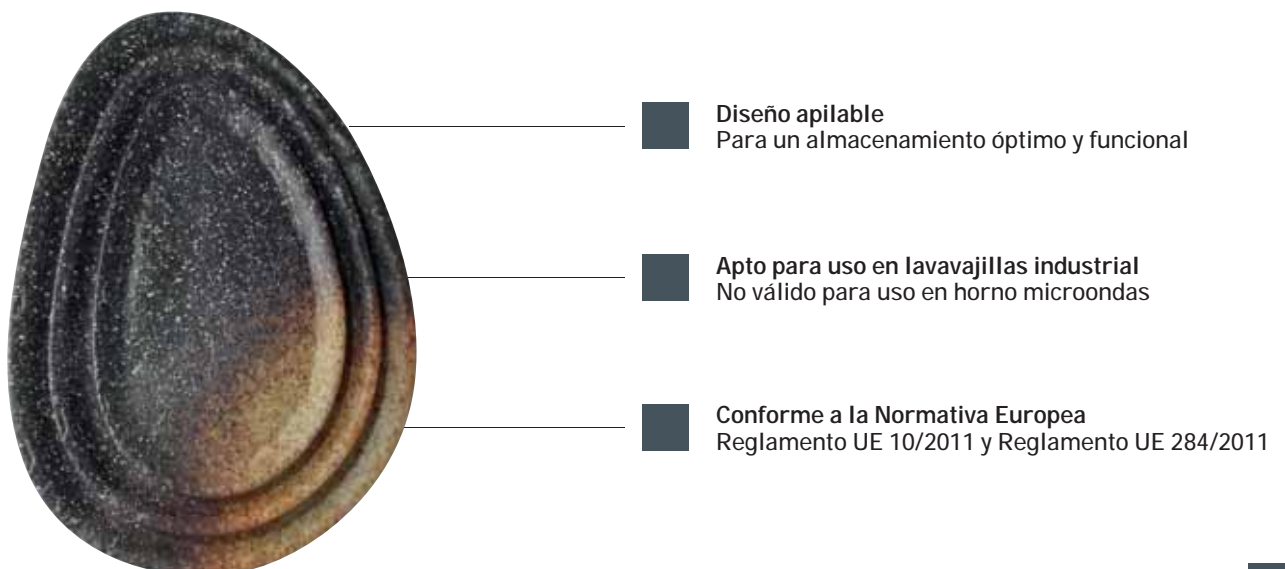 Diseño apilable
Para un almacenamiento óptimo y funcional
Apto para uso en lavavajillas industrial
No válido para uso en horno microondas
Conforme a la Normativa Europea
Reglamento UE 10/2011 y Reglamento UE 284/2011